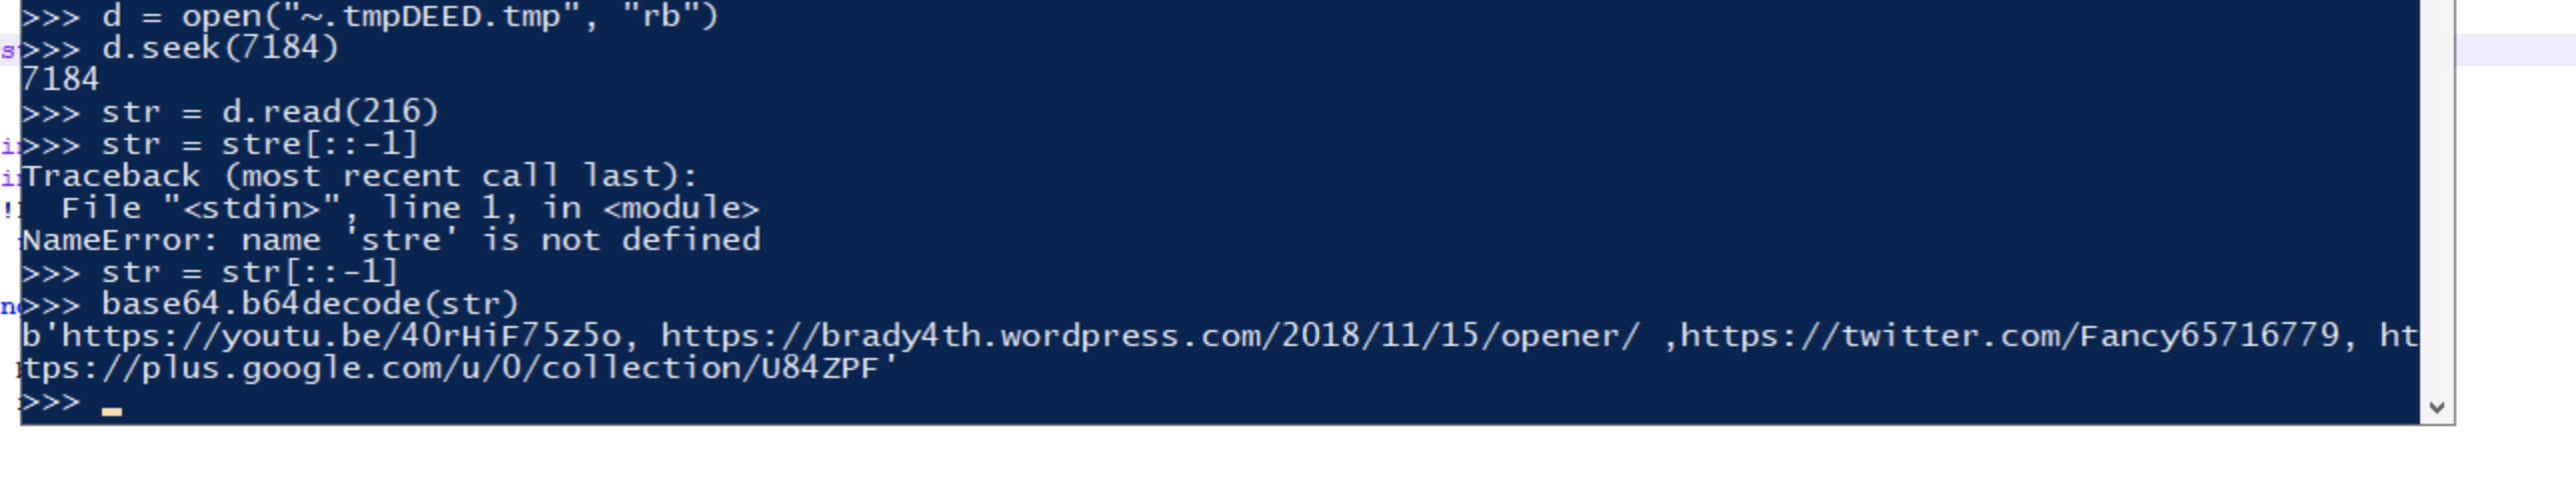 >>> d = open("~.tmpDEED.tmp", "rb")
>>> d.seek(7184)
7184
>>> str = d.read(216)
>>> str = stre[::-1]
Traceback (most recent call last):
  File "<stdin>", line 1, in <module>
NameError: name 'stre' is not defined
>>> str = str[::-1]
>>> base64.b64decode(str)
b'https://youtu.be/4OrHiF75z5o, https://brady4th.wordpress.com/2018/11/15/opener/ ,https://twitter.com/Fancy65716779, ht
tps://plus.google.com/u/0/collection/U84ZPF'
>>>